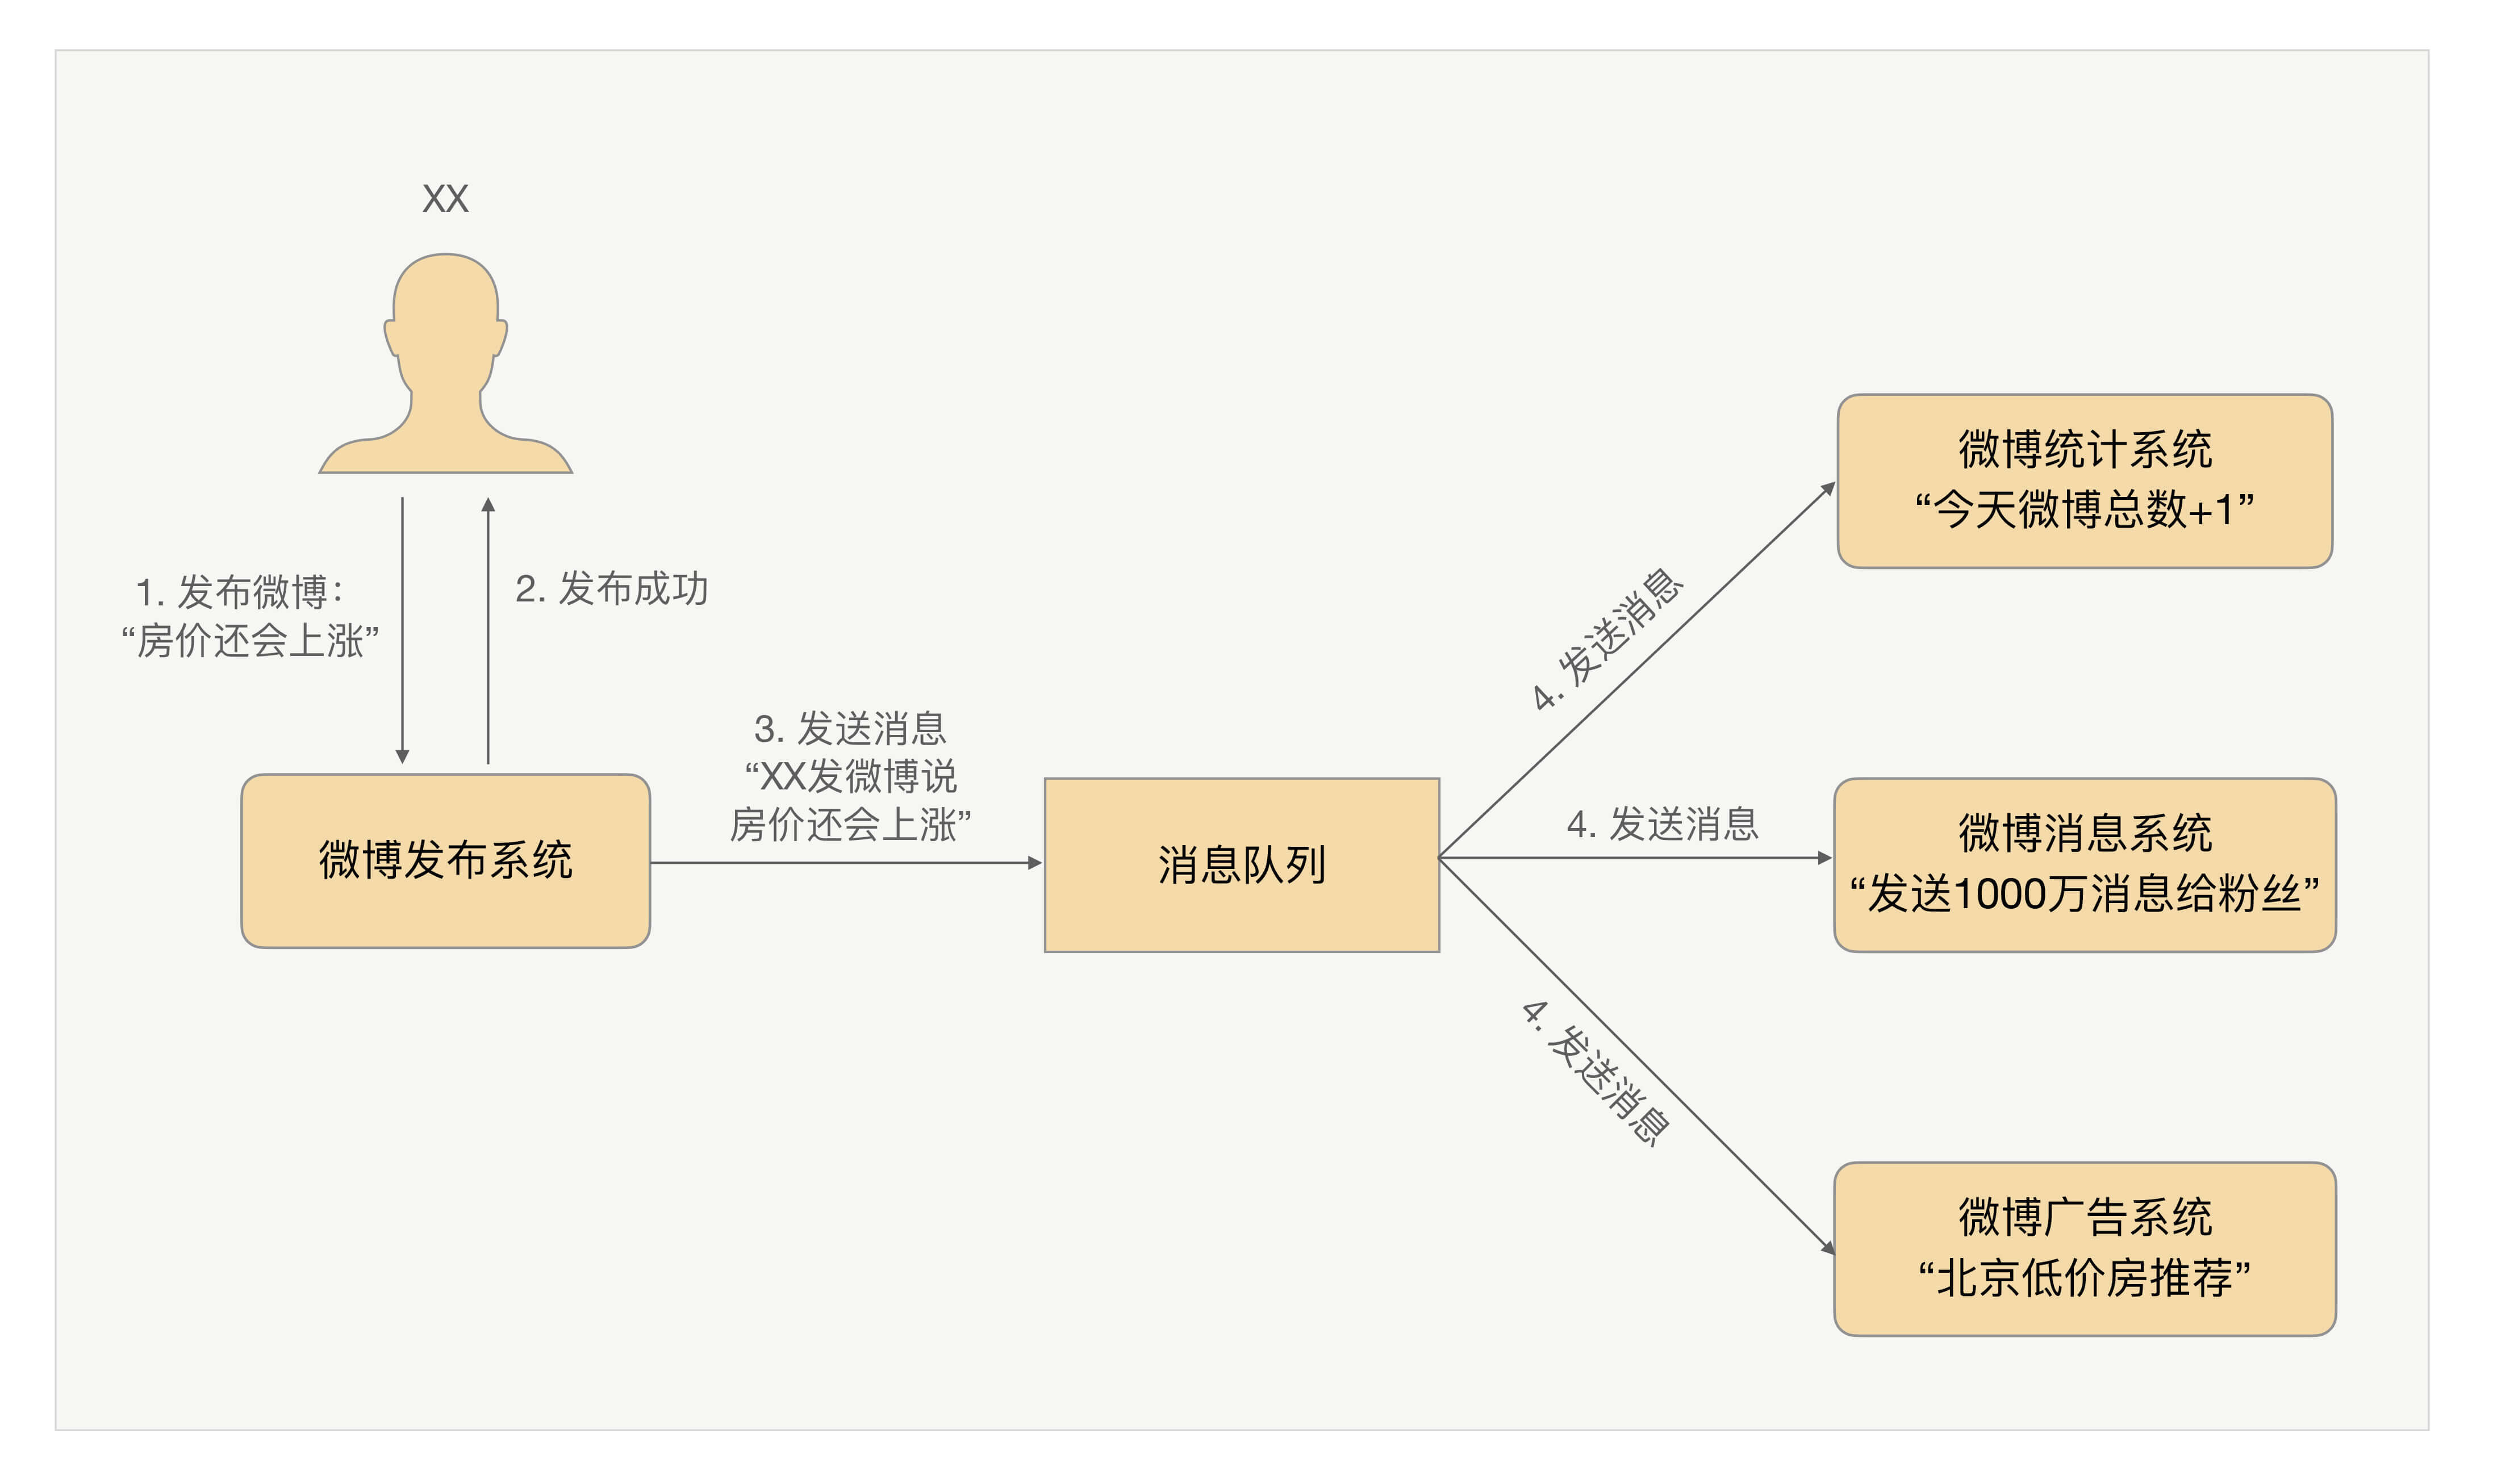 XX
1. 发布微博：
“房价还会上涨”
2. 发布成功
3. 发送消息
“XX发微博说
房价还会上涨”
微博发布系统
消息队列
4. 发送消息
4. 发送消息
4. 发送消息
微博统计系统
“今天微博总数+1”
微博消息系统
“发送1000万消息给粉丝”
微博广告系统
“北京低价房推荐”